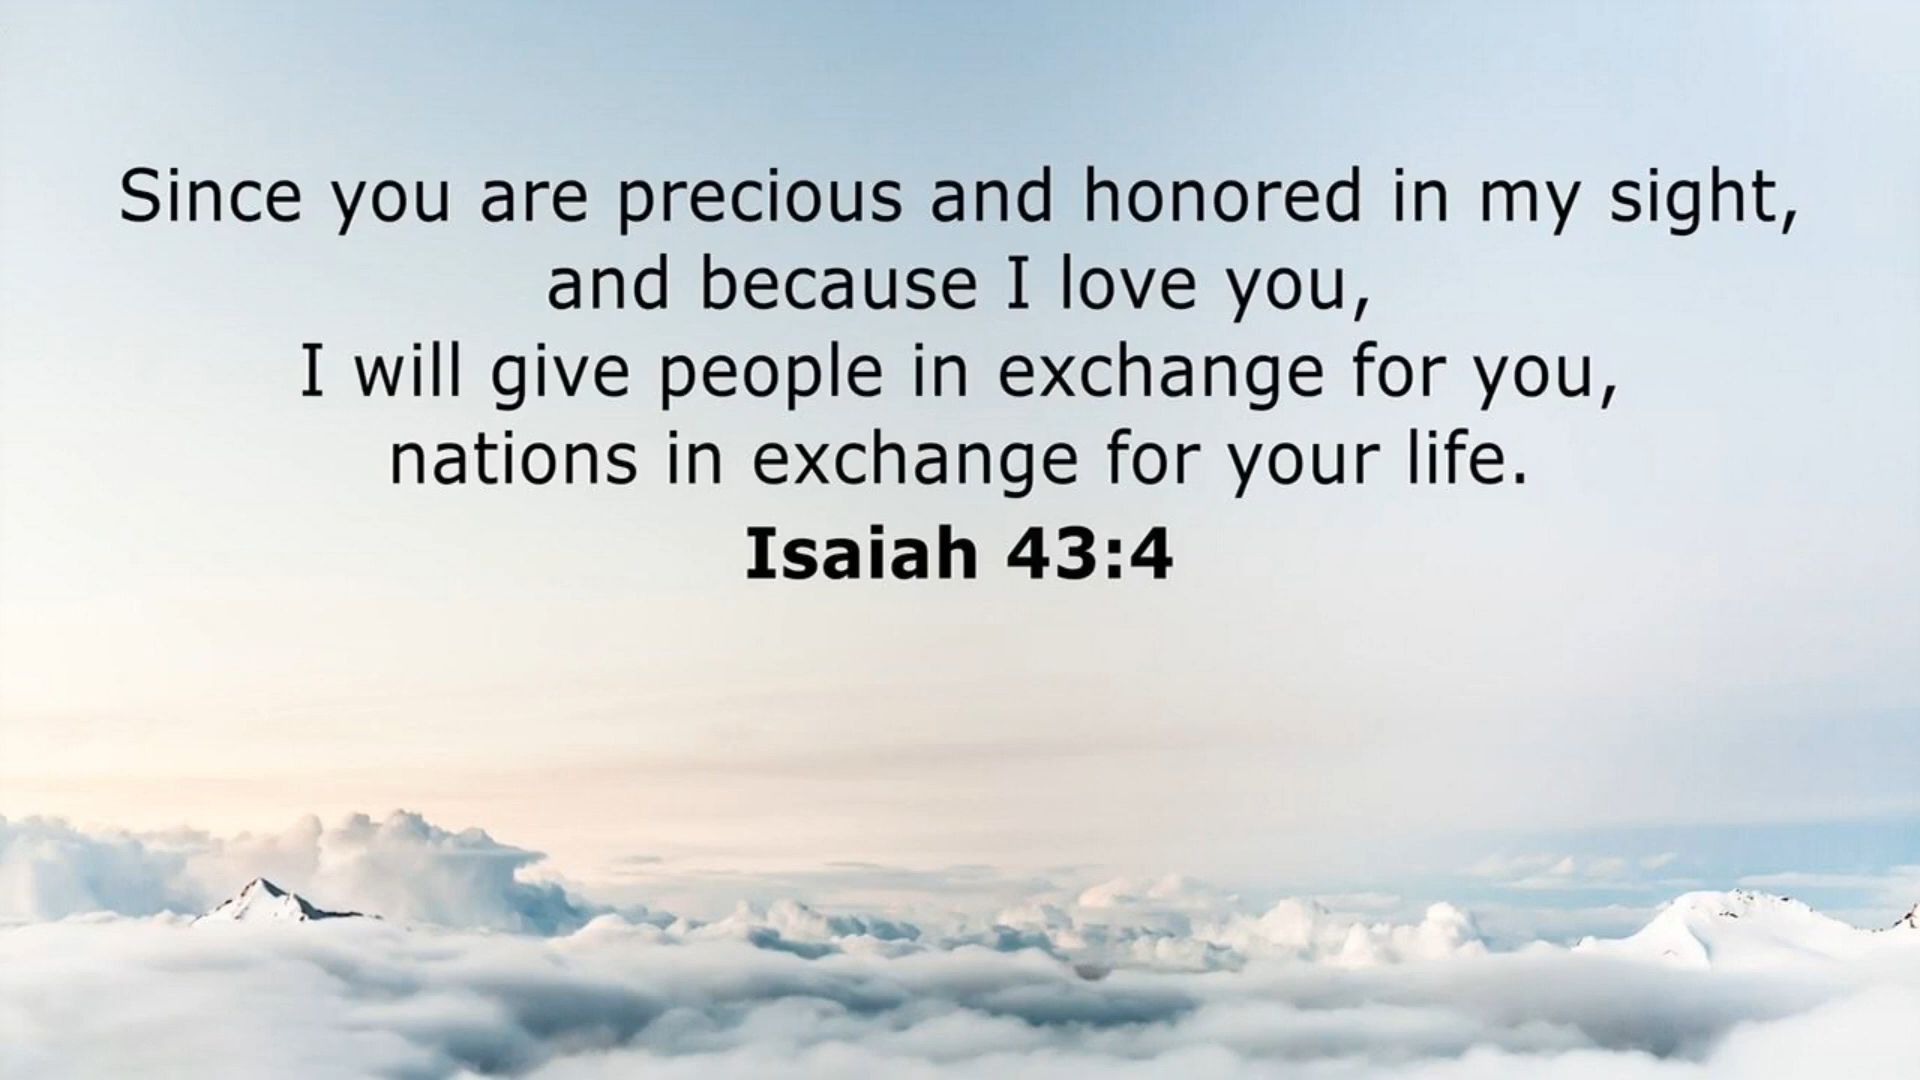 Since you are precious and honored in my sight,
and because I love you,
I will give people in exchange for you,
nations in exchange for your life.
Isaiah 43:4